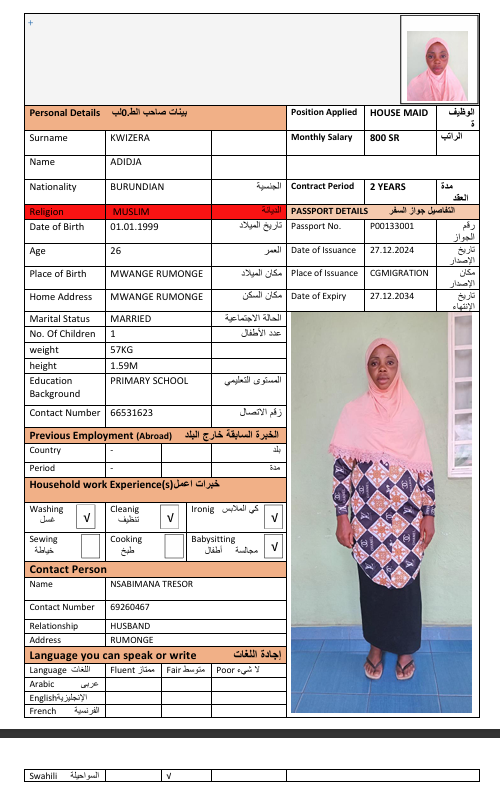 +
Personal Details بينات صاحب الطـ.0لب
Position Applied HOUSE MAID الوظيفة
Surname KWIZERA
Monthly Salary 800 SR الراتب
Name ADIDJA
Nationality BURUNDIAN الجنسية
Contract Period 2 YEARS مدة العقد
Religion MUSLIM الديانة
PASSPORT DETAILS التفاصيل جواز السفر
Date of Birth 01.01.1999 تاريخ الميلاد
Passport No. P00133001 رقم الجواز
Age 26 العمر
Date of Issuance 27.12.2024 تاريخ الإصدار
Place of Birth MWANGE RUMONGE مكان الميلاد
Place of Issuance CGMIGRATION مكان الإصدار
Home Address MWANGE RUMONGE مكان السكن
Date of Expiry 27.12.2034 تاريخ الإنتهاء
Marital Status MARRIED الحالة الاجتماعية
No. Of Children 1 عدد الأطفال
weight 57KG
height 1.59M
Education Background PRIMARY SCHOOL المستوى التعليمي
Contact Number 66531623 رقم الاتصال
Previous Employment (Abroad) الخبرة السابقة خارج البلد
Country - بلد
Period - مدة
Household work Experience(s) خبرات اعمل
Washing غسل √ Cleanig تنظيف √ Ironig كي الملابس √
Sewing خياطة Cooking طبخ Babysitting مجالسة أطفال √
Contact Person
Name NSABIMANA TRESOR
Contact Number 69260467
Relationship HUSBAND
Address RUMONGE
Language you can speak or write إجادة اللغات
Language اللغات Fluent ممتاز Fair متوسط Poor لا شيء
Arabic عربى
English الإنجليزية
French الفرنسية
Swahili السواحيلة √